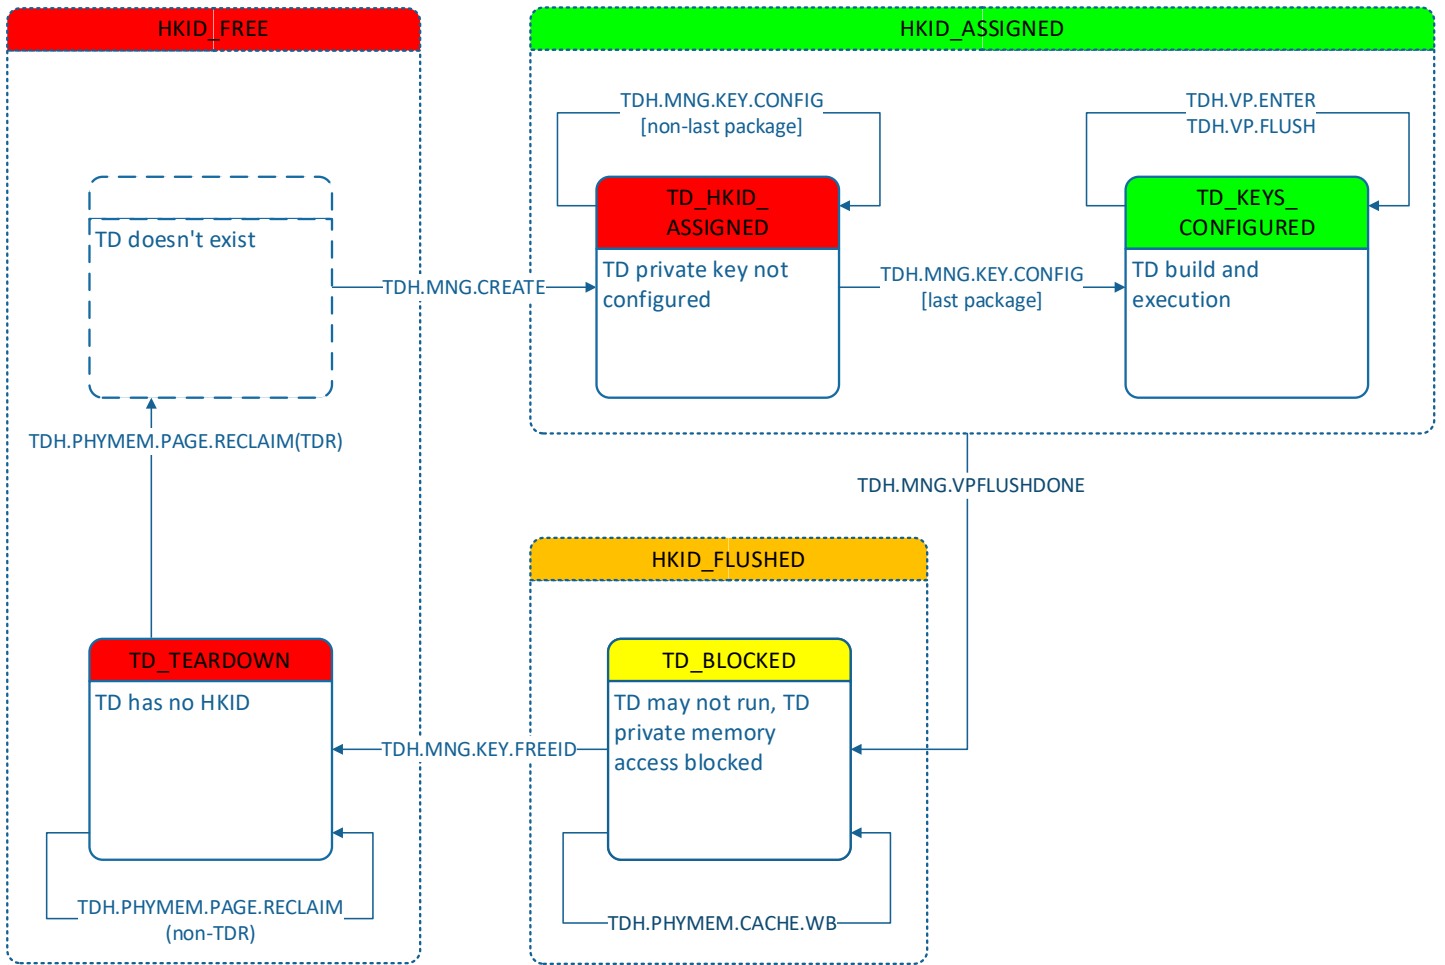 HKID_FREE
HKID_ASSIGNED
TDH.MNG.KEY.CONFIG
[non-last package]
TDH.VP.ENTER
TDH.VP.FLUSH
TD doesn't exist
TD_HKID_
ASSIGNED
TD private key not
configured
TD_KEYS_
CONFIGURED
TD build and
execution
TDH.MNG.CREATE
TDH.MNG.KEY.CONFIG
[last package]
TDH.PHYMEM.PAGE.RECLAIM(TDR)
TDH.MNG.VPFLUSHDONE
HKID_FLUSHED
TD_TEARDOWN
TD has no HKID
TD_BLOCKED
TD may not run, TD
private memory
access blocked
TDH.MNG.KEY.FREEID
TDH.PHYMEM.PAGE.RECLAIM
(non-TDR)
TDH.PHYMEM.CACHE.WB